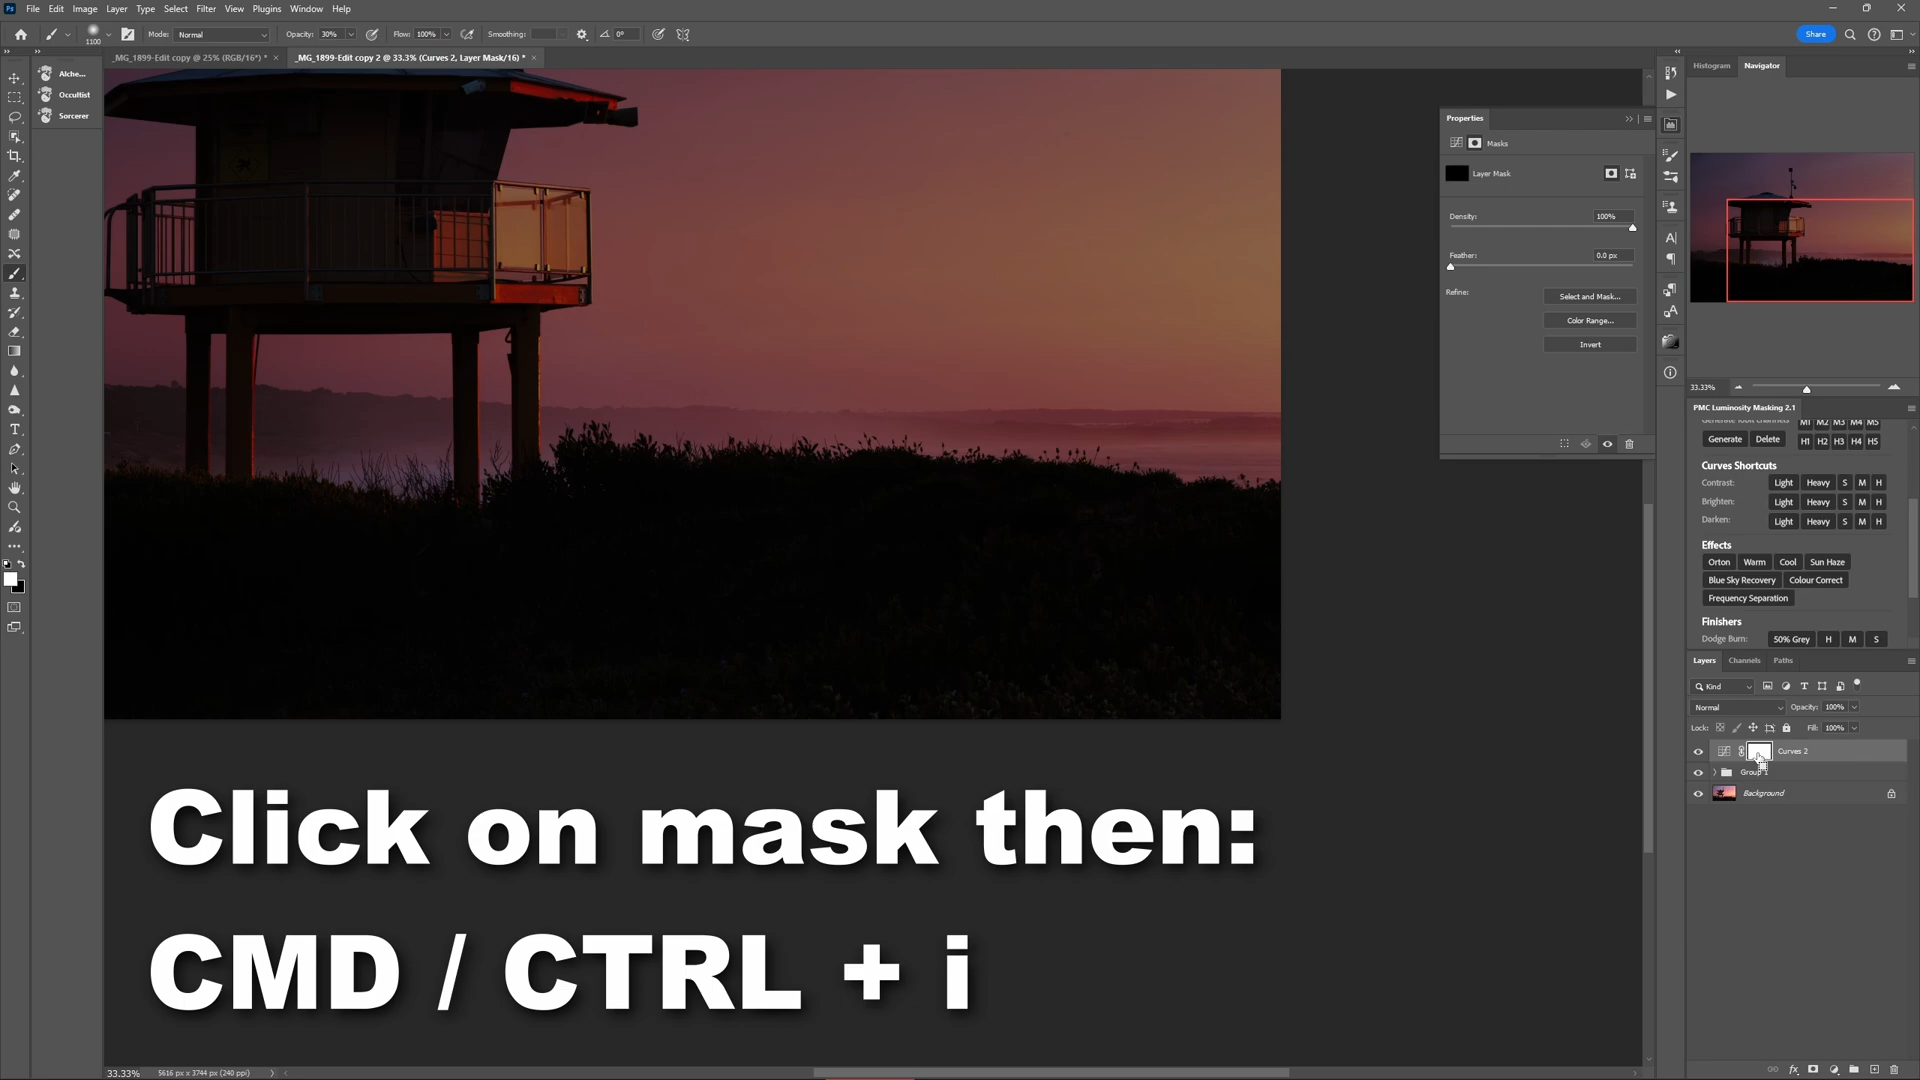 Ps File Edit Image Layer Type Select Filter View Plugins Window Help
1100 Mode: Normal Opacity: 30% Flow: 100% Smoothing: 0° Share
_MG_1899-Edit copy @ 25% (RGB/16*) * × _MG_1899-Edit copy 2 @ 33.3% (Curves 2, Layer Mask/16) * ×
Alche...
Occultist
Sorcerer
Properties
Masks
Layer Mask
Density: 100%
Feather: 0.0 px
Refine: Select and Mask...
Color Range...
Invert
Histogram Navigator
33.33%
PMC Luminosity Masking 2.1
M1 M2 M3 M4 M5
Generate Delete H1 H2 H3 H4 H5
Curves Shortcuts
Contrast: Light Heavy S M H
Brighten: Light Heavy S M H
Darken: Light Heavy S M H
Effects
Orton Warm Cool Sun Haze
Blue Sky Recovery Colour Correct
Frequency Separation
Finishers
Dodge Burn: 50% Grey H M S
Layers Channels Paths
Kind
Normal Opacity: 100%
Lock: Fill: 100%
Curves 2
Group 1
Background
Click on mask then:
CMD / CTRL + i
33.33% 5616 px x 3744 px (240 ppi)